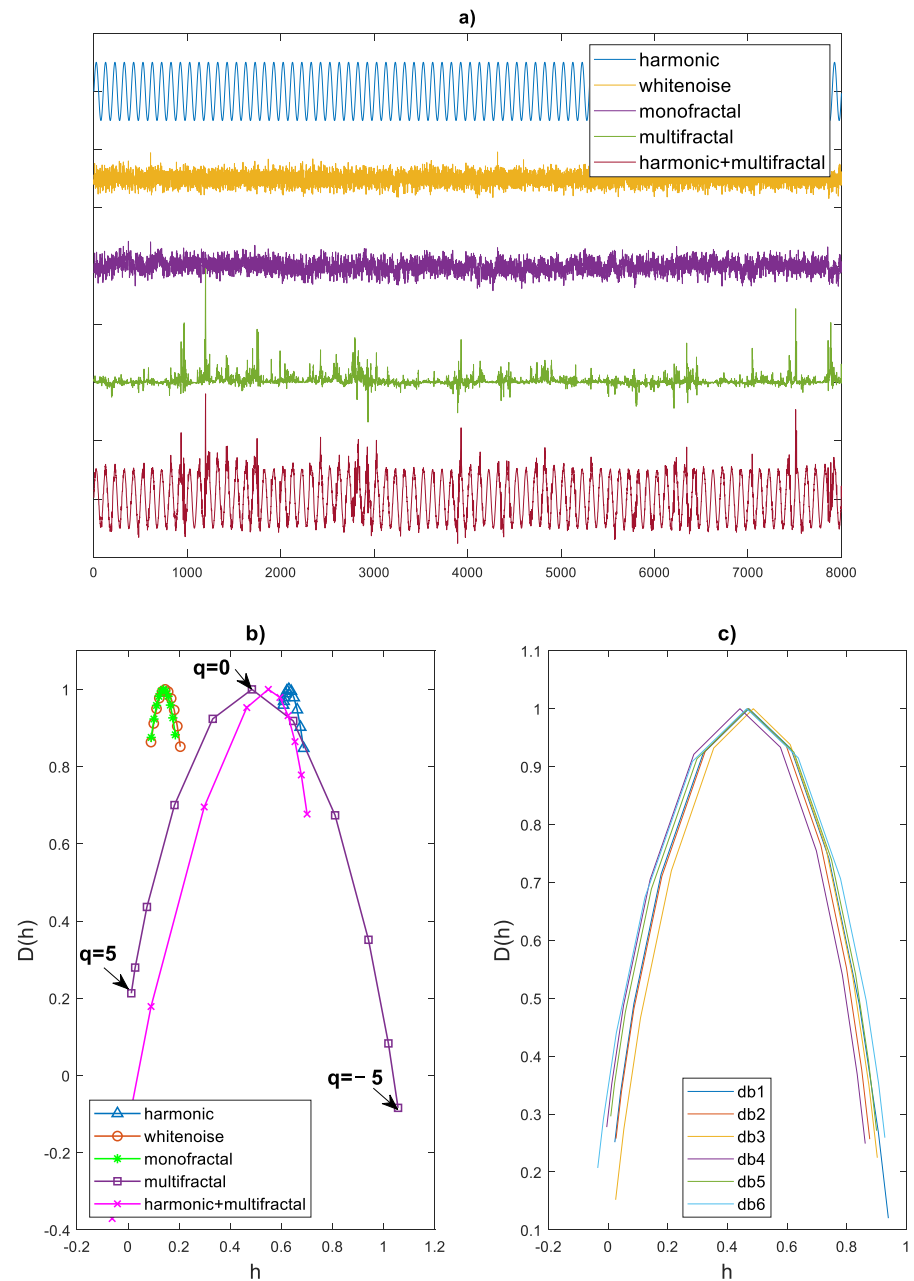 a)
harmonic
whitenoise
monofractal
multifractal
harmonic+multifractal
0 1000 2000 3000 4000 5000 6000 7000 8000
b)
q=0
q=5
q=-5
D(h)
1
0.8
0.6
0.4
0.2
0
-0.2
-0.4
harmonic
whitenoise
monofractal
multifractal
harmonic+multifractal
-0.2 0 0.2 0.4 0.6 0.8 1 1.2
h
c)
D(h)
1.1
1
0.9
0.8
0.7
0.6
0.5
0.4
0.3
0.2
0.1
db1
db2
db3
db4
db5
db6
-0.2 0 0.2 0.4 0.6 0.8 1
h